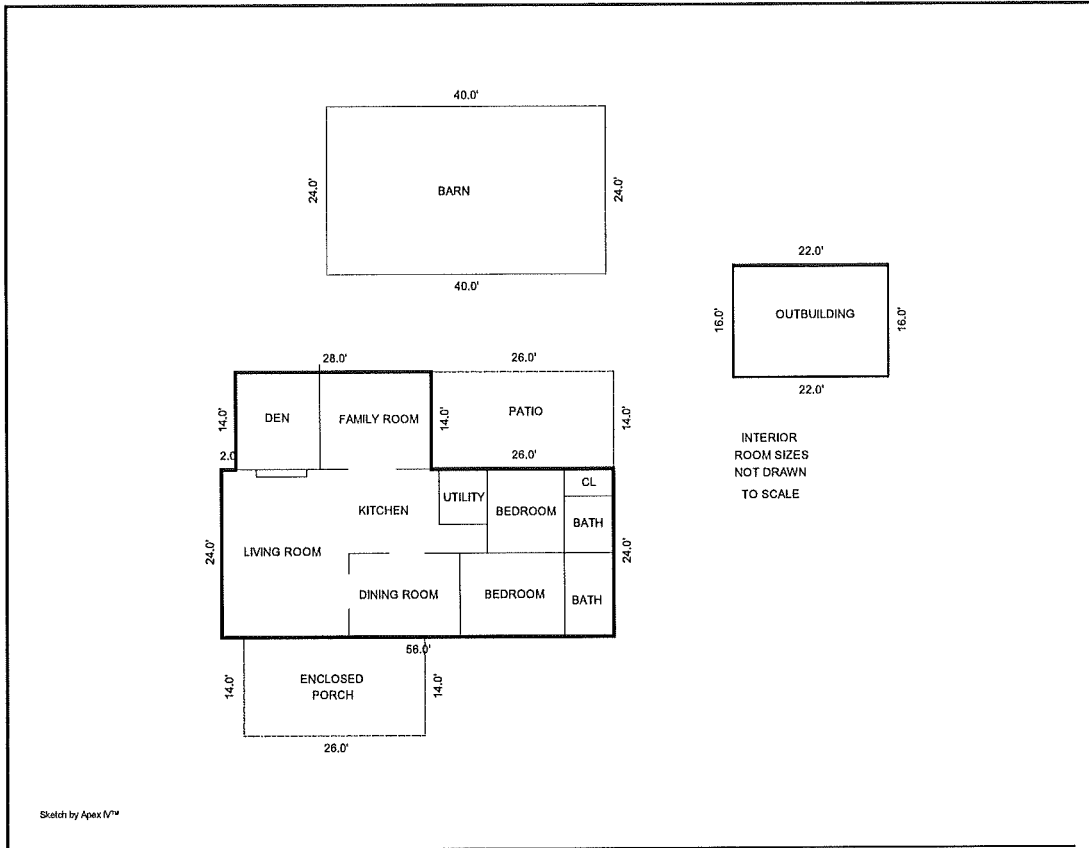 40.0'
24.0'
BARN
24.0'
40.0'
22.0'
16.0'
OUTBUILDING
16.0'
22.0'
28.0'
26.0'
14.0'
DEN
FAMILY ROOM
14.0'
PATIO
14.0'
2.0
26.0'
INTERIOR
ROOM SIZES
NOT DRAWN
TO SCALE
CL
UTILITY
KITCHEN
BEDROOM
BATH
24.0'
LIVING ROOM
24.0'
DINING ROOM
BEDROOM
BATH
56.0'
14.0'
ENCLOSED
PORCH
14.0'
26.0'
Sketch by Apex IV™